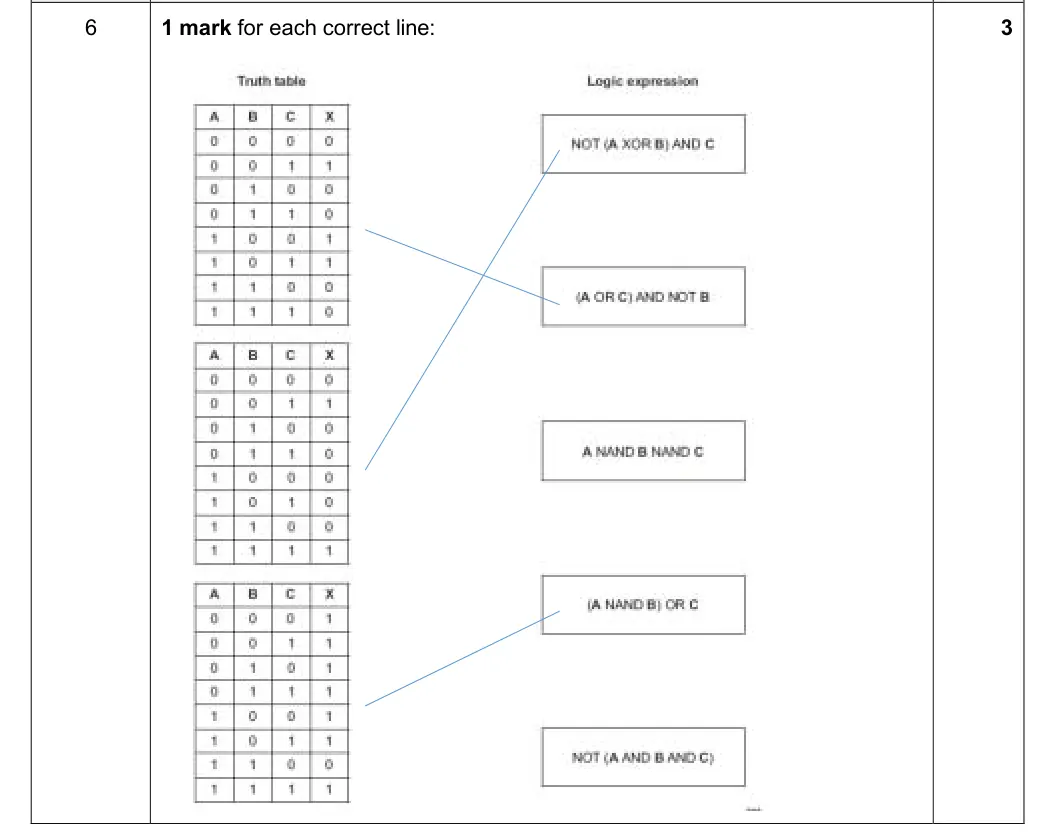 6 1 mark for each correct line: 3
Truth table Logic expression
A B C X
0 0 0 0
0 0 1 1
0 1 0 0
0 1 1 0
1 0 0 1
1 0 1 1
1 1 0 0
1 1 1 0
A B C X
0 0 0 0
0 0 1 1
0 1 0 0
0 1 1 0
1 0 0 0
1 0 1 0
1 1 0 0
1 1 1 1
A B C X
0 0 0 1
0 0 1 1
0 1 0 1
0 1 1 1
1 0 0 1
1 0 1 1
1 1 0 0
1 1 1 1
NOT (A XOR B) AND C
(A OR C) AND NOT B
A NAND B NAND C
(A NAND B) OR C
NOT (A AND B AND C)